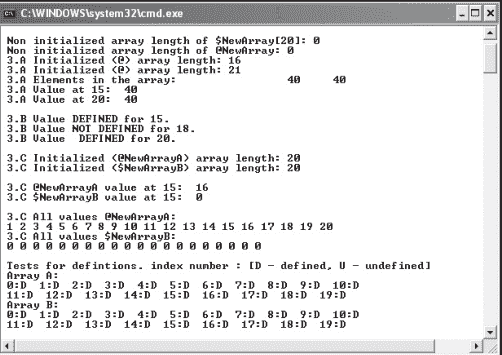 C:\WINDOWS\system32\cmd.exe
Non initialized array length of $NewArray[20]: 0
Non initialized array length of @NewArray: 0
3.A Initialized (@) array length: 16
3.A Initialized (@) array length: 21
3.A Elements in the array:                40     40
3.A Value at 15:  40
3.A Value at 20:  40
3.B Value DEFINED for 15.
3.B Value NOT DEFINED for 18.
3.B Value  DEFINED for 20.
3.C Initialized (@NewArrayA) array length: 20
3.C Initialized ($NewArrayB) array length: 20
3.C @NewArrayA value at 15:  16
3.C $NewArrayB value at 15:  0
3.C All values @NewArrayA:
1 2 3 4 5 6 7 8 9 10 11 12 13 14 15 16 17 18 19 20
3.C All values $NewArrayB:
0 0 0 0 0 0 0 0 0 0 0 0 0 0 0 0 0 0 0 0
Tests for defintions. index number : [D - defined, U - undefined]
Array A:
0:D  1:D  2:D  3:D  4:D  5:D  6:D  7:D  8:D  9:D  10:D
11:D  12:D  13:D  14:D  15:D  16:D  17:D  18:D  19:D
Array B:
0:D  1:D  2:D  3:D  4:D  5:D  6:D  7:D  8:D  9:D  10:D
11:D  12:D  13:D  14:D  15:D  16:D  17:D  18:D  19:D